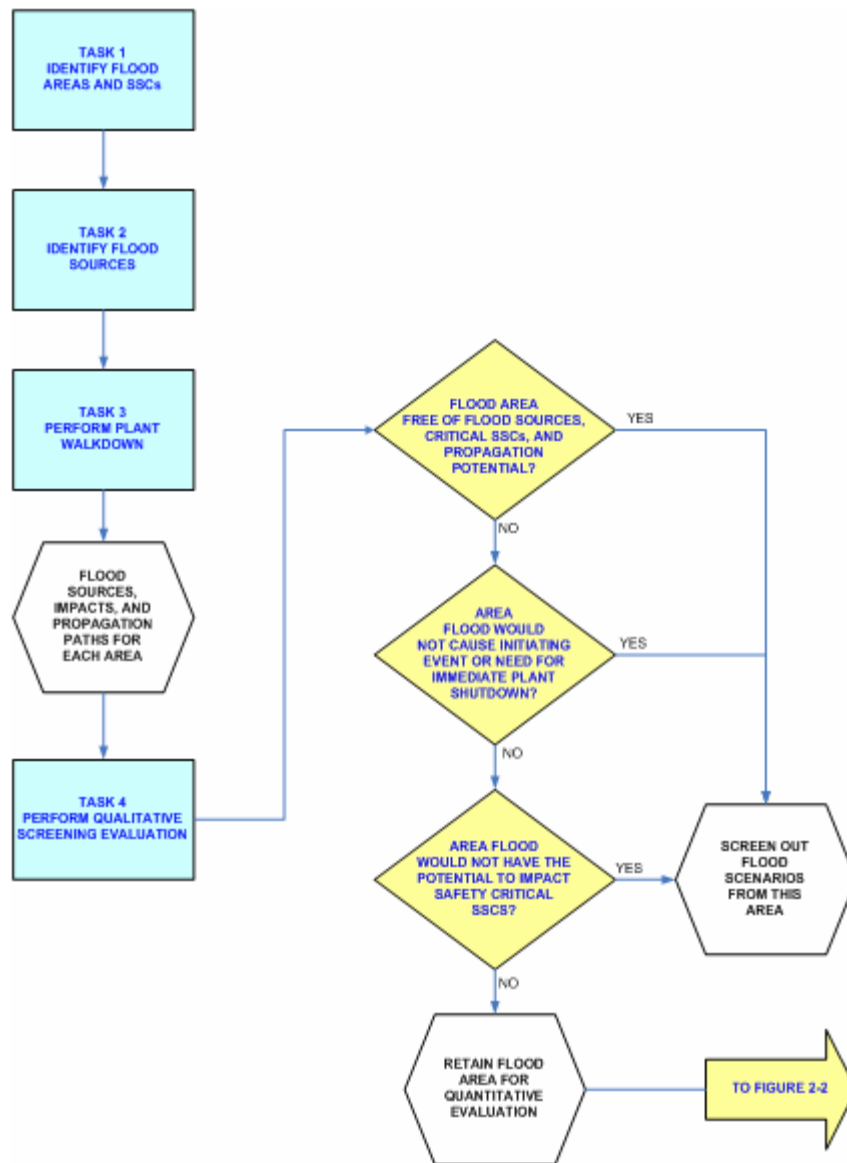 TASK 1
IDENTIFY FLOOD
AREAS AND SSCs
TASK 2
IDENTIFY FLOOD
SOURCES
TASK 3
PERFORM PLANT
WALKDOWN
FLOOD
SOURCES,
IMPACTS, AND
PROPAGATION
PATHS FOR
EACH AREA
TASK 4
PERFORM QUALITATIVE
SCREENING EVALUATION
FLOOD AREA
FREE OF FLOOD SOURCES,
CRITICAL SSCs, AND
PROPAGATION
POTENTIAL?
YES
NO
AREA
FLOOD WOULD
NOT CAUSE INITIATING
EVENT OR NEED FOR
IMMEDIATE PLANT
SHUTDOWN?
YES
NO
AREA FLOOD
WOULD NOT HAVE THE
POTENTIAL TO IMPACT
SAFETY CRITICAL
SSCS?
YES
NO
SCREEN OUT
FLOOD
SCENARIOS
FROM THIS
AREA
RETAIN FLOOD
AREA FOR
QUANTITATIVE
EVALUATION
TO FIGURE 2-2